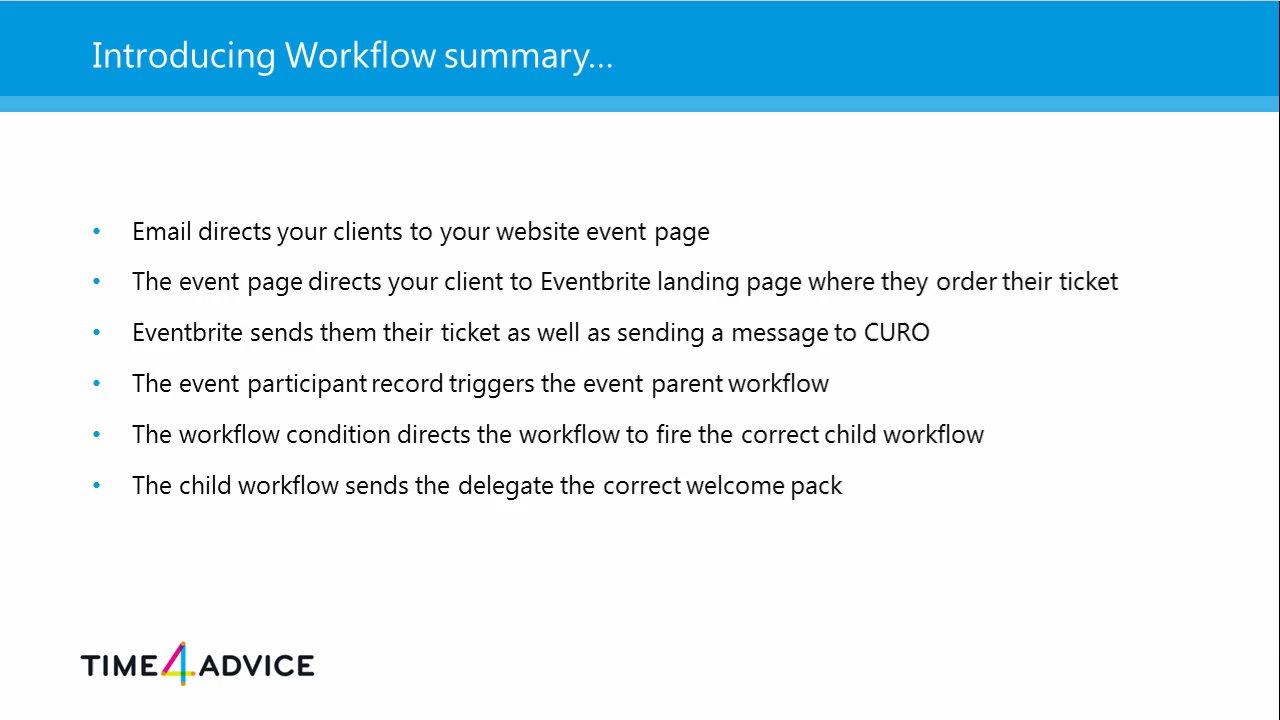 Introducing Workflow summary...
• Email directs your clients to your website event page
• The event page directs your client to Eventbrite landing page where they order their ticket
• Eventbrite sends them their ticket as well as sending a message to CURO
• The event participant record triggers the event parent workflow
• The workflow condition directs the workflow to fire the correct child workflow
• The child workflow sends the delegate the correct welcome pack
TIME4ADVICE